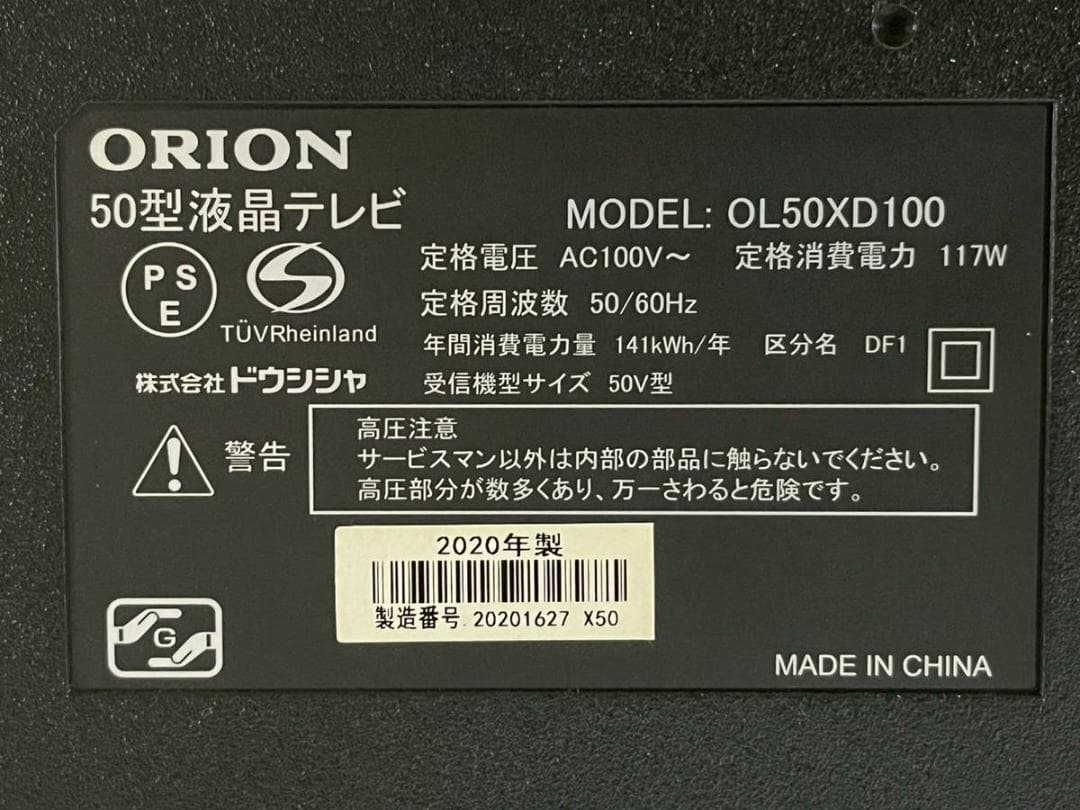 ORION
50型液晶テレビ
MODEL: OL50XD100
PS
E
TÜVRheinland
株式会社ドウシシャ
定格電圧 AC100V～ 定格消費電力 117W
定格周波数 50/60Hz
年間消費電力量 141kWh/年 区分名 DF1
受信機型サイズ 50V型
警告
高圧注意
サービスマン以外は内部の部品に触らないでください。
高圧部分が数多くあり、万一さわると危険です。
2020年製
製造番号 20201627 X50
G
MADE IN CHINA